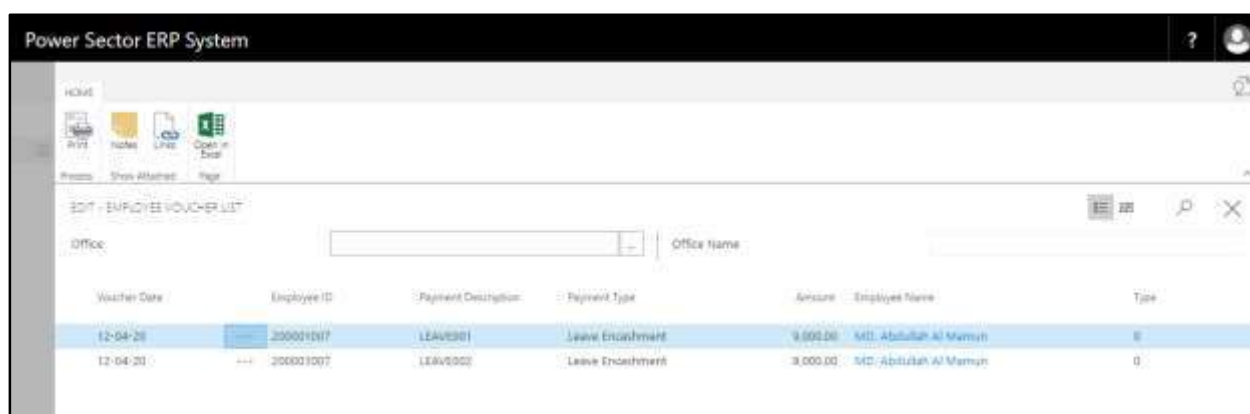 Power Sector ERP System ?
HOME
Print Notes Links Open in Excel
Process Show Attached Page
EDIT - EMPLOYEE VOUCHER LIST
Office ... Office Name
Voucher Date Employee ID Payment Description Payment Type Amount Employee Name Type
12-04-20 ... 200001007 LEAVE001 Leave Encashment 9,000.00 MD. Abdullah Al Mamun 0
12-04-20 ... 200001007 LEAVE002 Leave Encashment 9,000.00 MD. Abdullah Al Mamun 0